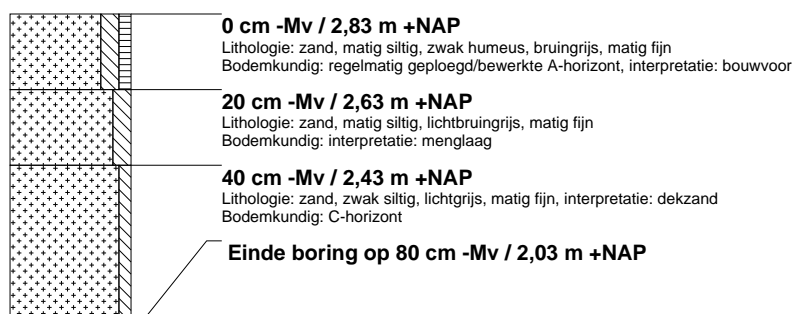 0 cm -Mv / 2,83 m +NAP
Lithologie: zand, matig siltig, zwak humeus, bruingrijs, matig fijn
Bodemkundig: regelmatig geploegd/bewerkte A-horizont, interpretatie: bouwvoor
20 cm -Mv / 2,63 m +NAP
Lithologie: zand, matig siltig, lichtbruingrijs, matig fijn
Bodemkundig: interpretatie: menglaag
40 cm -Mv / 2,43 m +NAP
Lithologie: zand, zwak siltig, lichtgrijs, matig fijn, interpretatie: dekzand
Bodemkundig: C-horizont
Einde boring op 80 cm -Mv / 2,03 m +NAP